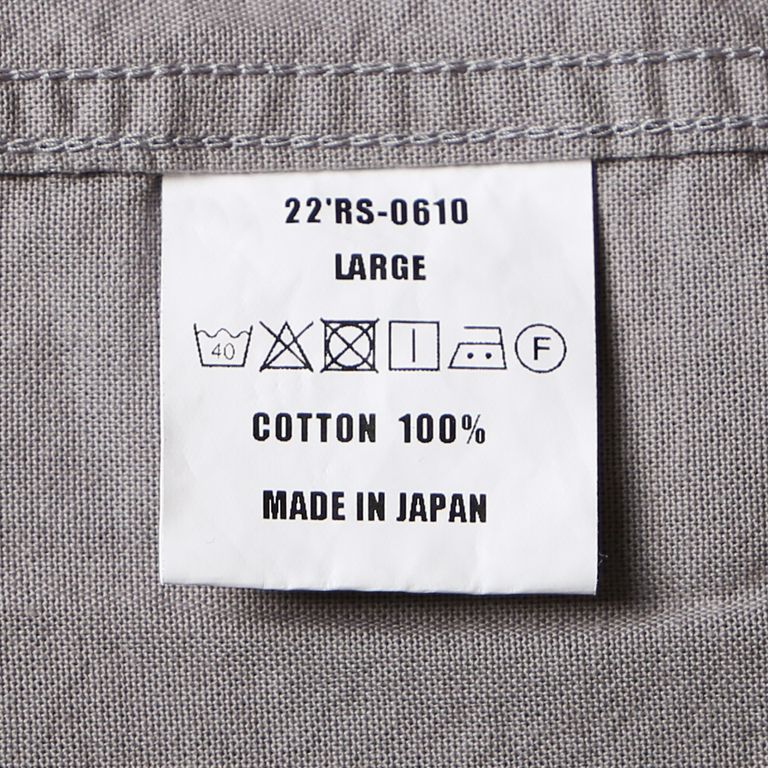 22'RS-0610
LARGE
40 F
COTTON 100%
MADE IN JAPAN